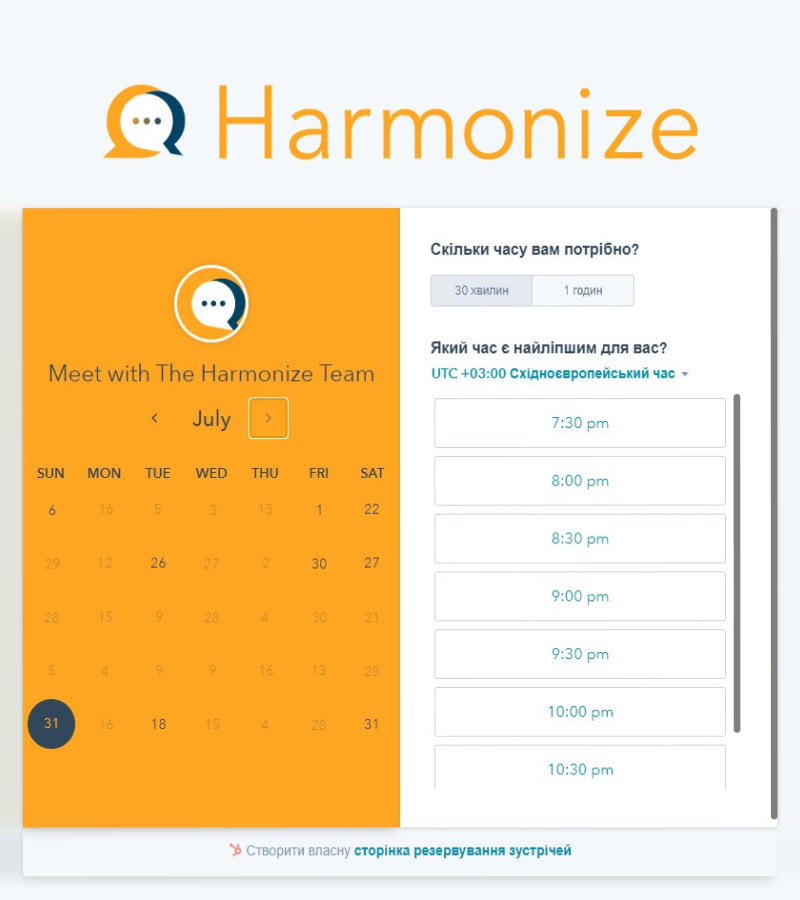 Harmonize
Meet with The Harmonize Team
July
SUN MON TUE WED THU FRI SAT
6 16 5 3 13 1 22
29 12 26 27 2 30 27
28 15 9 28 4 30 21
5 4 9 9 16 13 28
31 16 18 15 4 28 31
Скільки часу вам потрібно?
30 хвилин 1 годин
Який час є найліпшим для вас?
UTC +03:00 Східноєвропейський час
7:30 pm
8:00 pm
8:30 pm
9:00 pm
9:30 pm
10:00 pm
10:30 pm
Створити власну сторінка резервування зустрічей